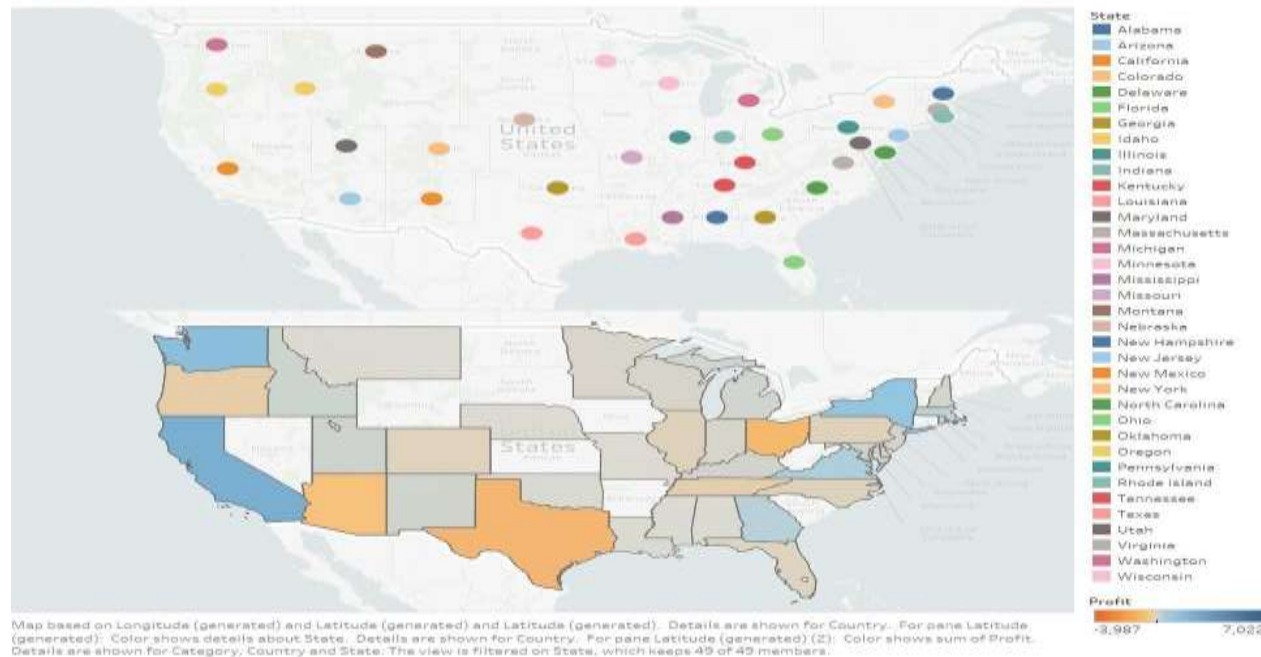 United
States
States
State
Alabama
Arizona
California
Colorado
Delaware
Florida
Georgia
Idaho
Illinois
Indiana
Kentucky
Louisiana
Maryland
Massachusetts
Michigan
Minnesota
Mississippi
Missouri
Montana
Nebraska
New Hampshire
New Jersey
New Mexico
New York
North Carolina
Ohio
Oklahoma
Oregon
Pennsylvania
Rhode Island
Tennessee
Texas
Utah
Virginia
Washington
Wisconsin
Profit
-3,987 7,022
Map based on Longitude (generated) and Latitude (generated) and Latitude (generated). Details are shown for Country. For pane Latitude
(generated): Color shows details about State. Details are shown for Country. For pane Latitude (generated) (2): Color shows sum of Profit.
Details are shown for Category, Country and State. The view is filtered on State, which keeps 49 of 49 members.